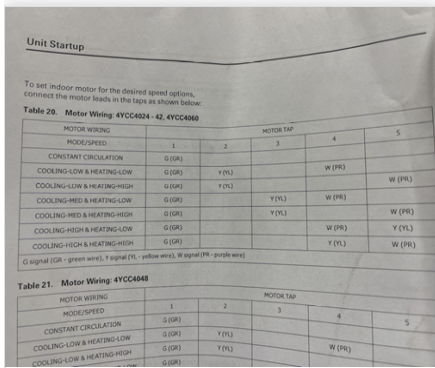 Unit Startup
To set indoor motor for the desired speed options,
connect the motor leads in the taps as shown below:
Table 20. Motor Wiring: 4YCC4024 - 42, 4YCC4060
MOTOR WIRING MOTOR TAP
MODE/SPEED 1 2 3 4 5
CONSTANT CIRCULATION G (GR)
COOLING-LOW & HEATING-LOW G (GR) Y (YL) W (PR)
COOLING-LOW & HEATING-HIGH G (GR) Y (YL) W (PR)
COOLING-MED & HEATING-LOW G (GR) Y (YL) W (PR)
COOLING-MED & HEATING-HIGH G (GR) Y (YL) W (PR)
COOLING-HIGH & HEATING-LOW G (GR) W (PR) Y (YL)
COOLING-HIGH & HEATING-HIGH G (GR) Y (YL) W (PR)
G signal (GR - green wire), Y signal (YL - yellow wire), W signal (PR - purple wire)
Table 21. Motor Wiring: 4YCC4048
MOTOR WIRING MOTOR TAP
MODE/SPEED 1 2 3 4 5
CONSTANT CIRCULATION G (GR)
COOLING-LOW & HEATING-LOW G (GR) Y (YL) W (PR)
COOLING-LOW & HEATING-HIGH G (GR) Y (YL)
G (GR)